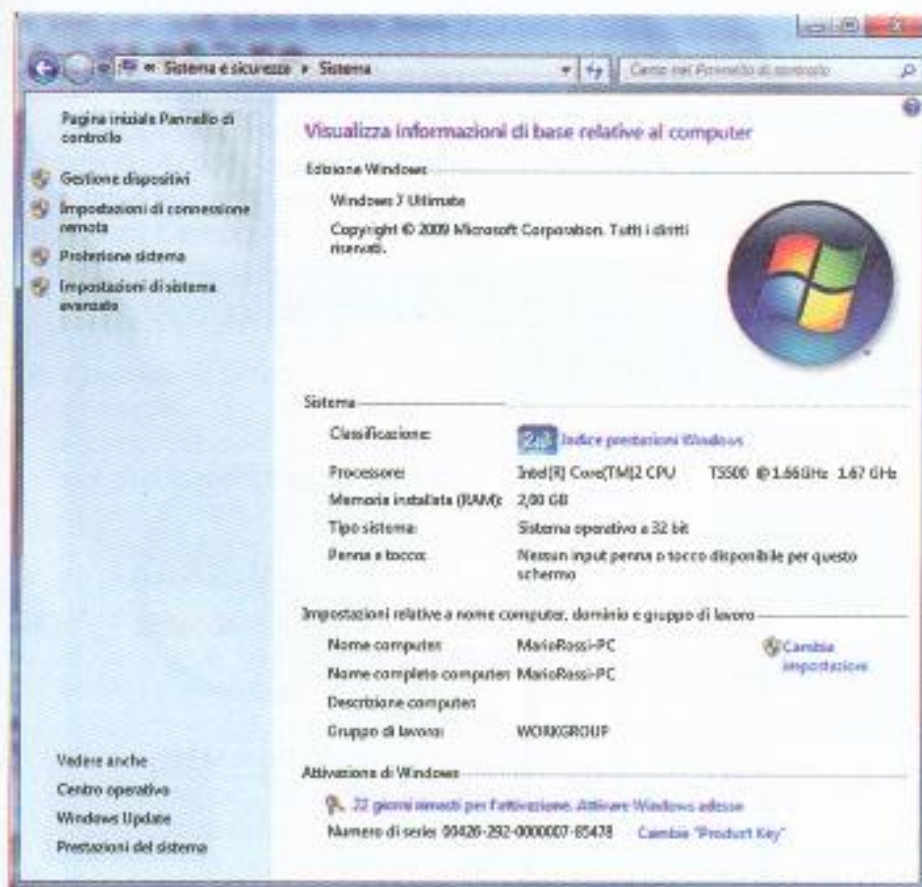 Sistema e sicurezza ▸ Sistema
Cerca nel Pannello di controllo
Pagina iniziale Pannello di
controllo
Gestione dispositivi
Impostazioni di connessione
remota
Protezione sistema
Impostazioni di sistema
avanzate
Visualizza informazioni di base relative al computer
Edizione Windows
Windows 7 Ultimate
Copyright © 2009 Microsoft Corporation. Tutti i diritti
riservati.
Sistema
Classificazione: Indice prestazioni Windows
Processore: Intel(R) Core(TM)2 CPU T5500 @ 1.66GHz 1.67 GHz
Memoria installata (RAM): 2,00 GB
Tipo sistema: Sistema operativo a 32 bit
Penna e tocco: Nessun input penna o tocco disponibile per questo
schermo
Impostazioni relative a nome computer, dominio e gruppo di lavoro
Nome computer: MarioRossi-PC
Cambia
impostazioni
Nome completo computer: MarioRossi-PC
Descrizione computer:
Gruppo di lavoro: WORKGROUP
Attivazione di Windows
giorni rimasti per l'attivazione. Attivare Windows adesso
Numero di serie: 00426-292-0000007-85478 Cambia "Product Key"
Vedere anche
Centro operativo
Windows Update
Prestazioni del sistema